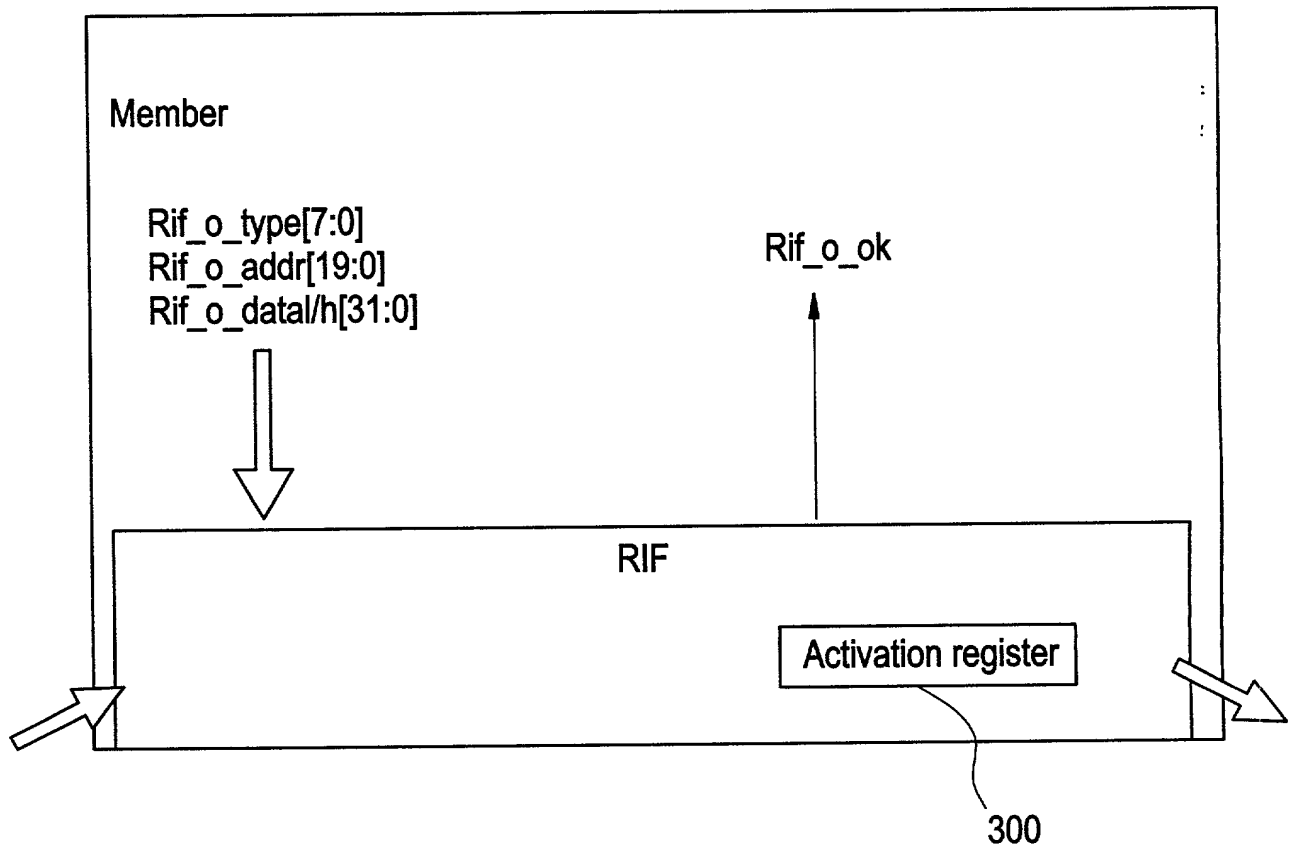 Member
Rif_o_type[7:0]
Rif_o_addr[19:0]
Rif_o_datal/h[31:0]
Rif_o_ok
RIF
Activation register
300